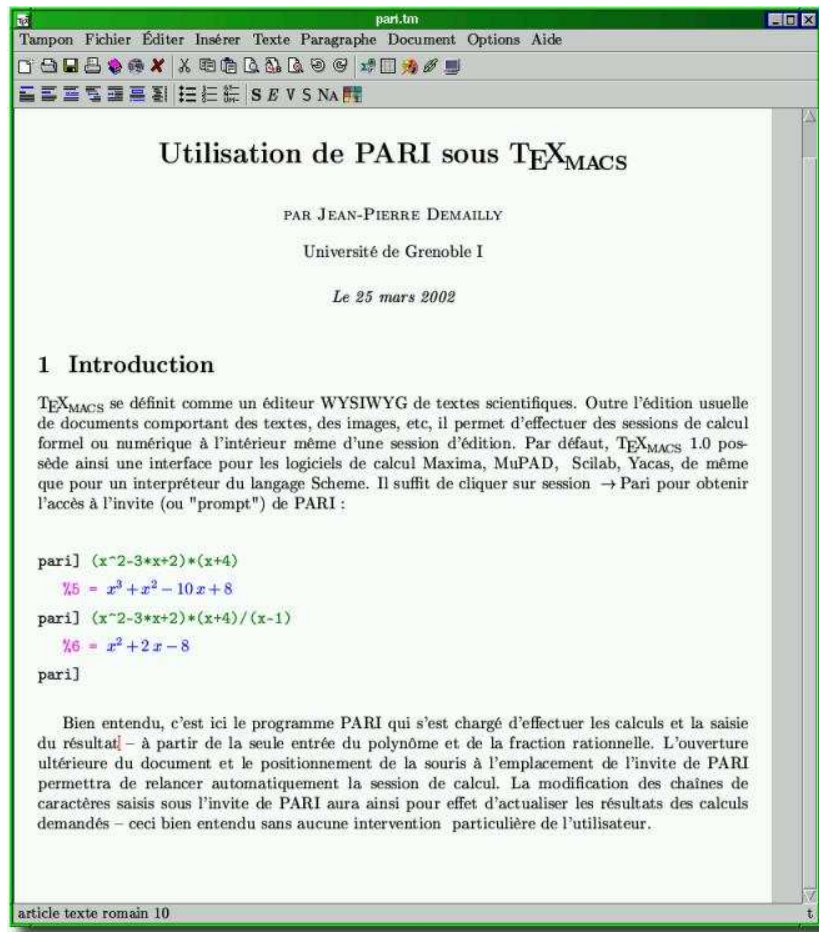 pari.tm
Tampon Fichier Éditer Insérer Texte Paragraphe Document Options Aide
S E V S NA
Utilisation de PARI sous TEXMACS
PAR JEAN-PIERRE DEMAILLY
Université de Grenoble I
Le 25 mars 2002
1 Introduction
TEXMACS se définit comme un éditeur WYSIWYG de textes scientifiques. Outre l'édition usuelle
de documents comportant des textes, des images, etc, il permet d'effectuer des sessions de calcul
formel ou numérique à l'intérieur même d'une session d'édition. Par défaut, TEXMACS 1.0 pos-
sède ainsi une interface pour les logiciels de calcul Maxima, MuPAD, Scilab, Yacas, de même
que pour un interpréteur du langage Scheme. Il suffit de cliquer sur session → Pari pour obtenir
l'accès à l'invite (ou "prompt") de PARI :
pari] (x^2-3*x+2)*(x+4)
%5 = x³ + x² − 10 x + 8
pari] (x^2-3*x+2)*(x+4)/(x-1)
%6 = x² + 2 x − 8
pari]
Bien entendu, c'est ici le programme PARI qui s'est chargé d'effectuer les calculs et la saisie
du résultat – à partir de la seule entrée du polynôme et de la fraction rationnelle. L'ouverture
ultérieure du document et le positionnement de la souris à l'emplacement de l'invite de PARI
permettra de relancer automatiquement la session de calcul. La modification des chaînes de
caractères saisis sous l'invite de PARI aura ainsi pour effet d'actualiser les résultats des calculs
demandés – ceci bien entendu sans aucune intervention particulière de l'utilisateur.
article texte romain 10
t